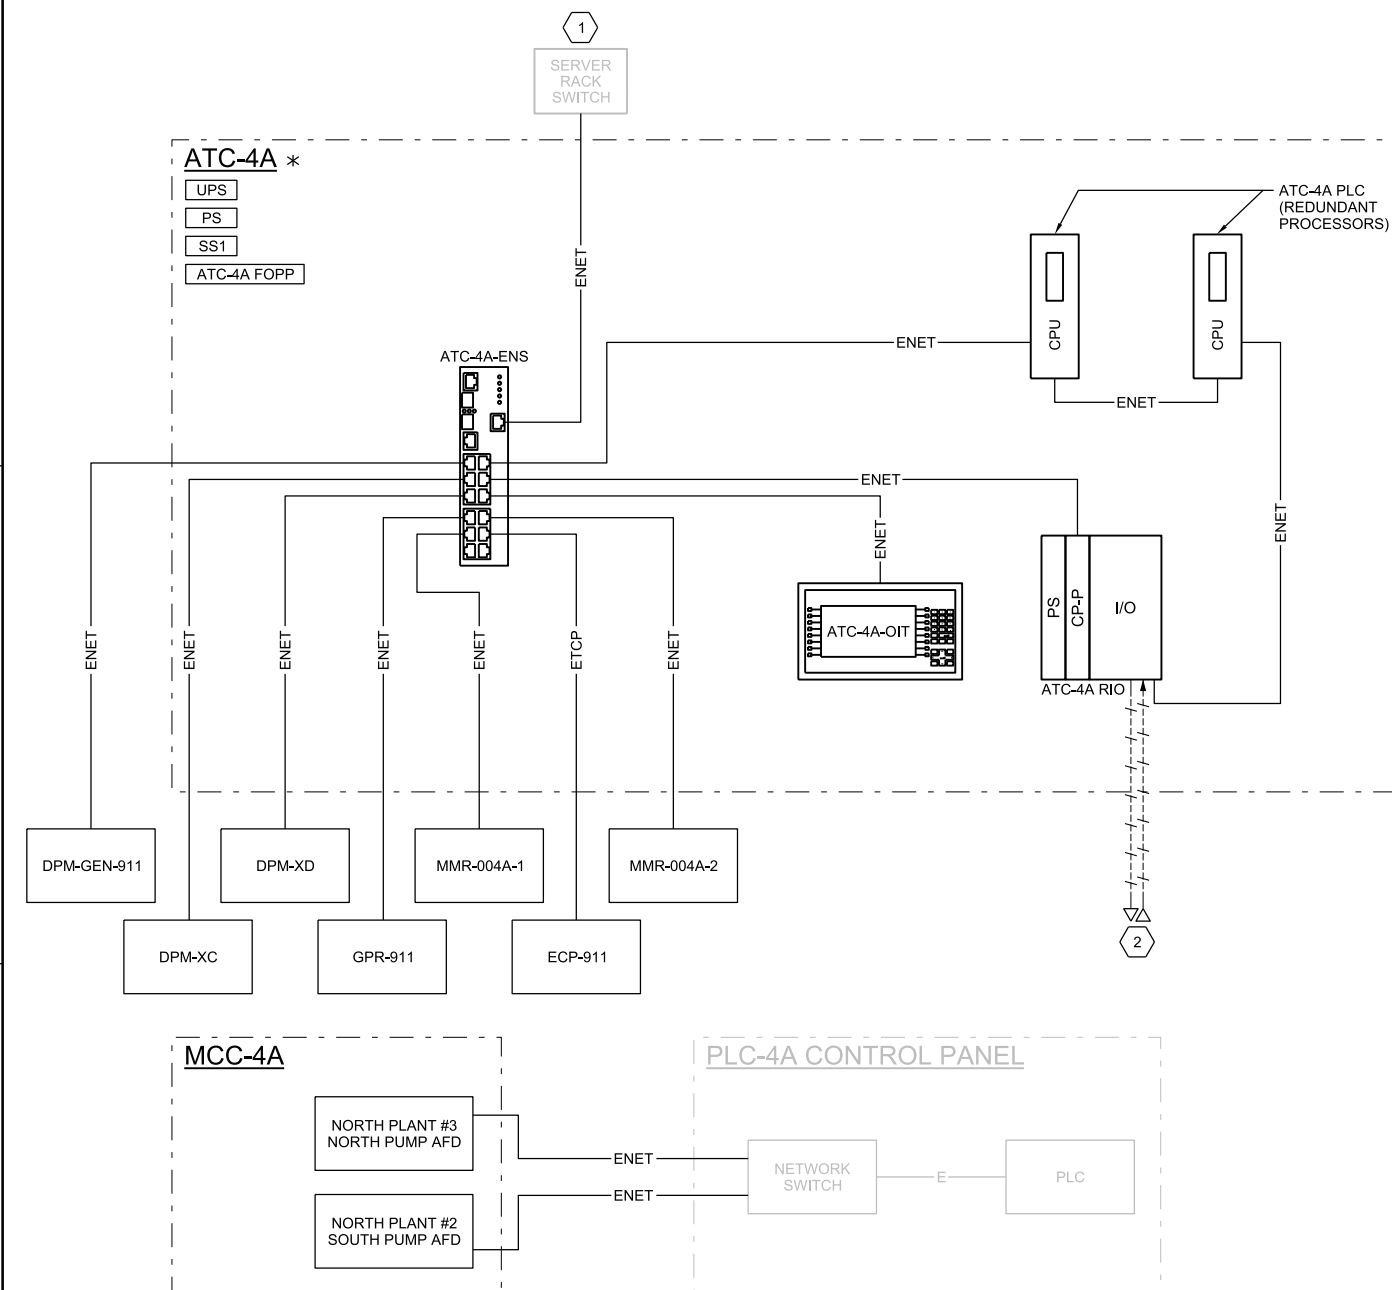 1
SERVER
RACK
SWITCH
ATC-4A *
UPS
PS
SS1
ATC-4A FOPP
ENET
ATC-4A PLC
(REDUNDANT
PROCESSORS)
CPU
CPU
ENET
ENET
ATC-4A-ENS
ENET
ENET
ENET
ATC-4A-OIT
PS
CP-P
I/O
ATC-4A RIO
ENET
ENET
ENET
ENET
ENET
ETCP
ENET
ENET
DPM-GEN-911
DPM-XD
MMR-004A-1
MMR-004A-2
DPM-XC
GPR-911
ECP-911
2
MCC-4A
PLC-4A CONTROL PANEL
NORTH PLANT #3
NORTH PUMP AFD
ENET
NETWORK
SWITCH
E
PLC
ENET
NORTH PLANT #2
SOUTH PUMP AFD